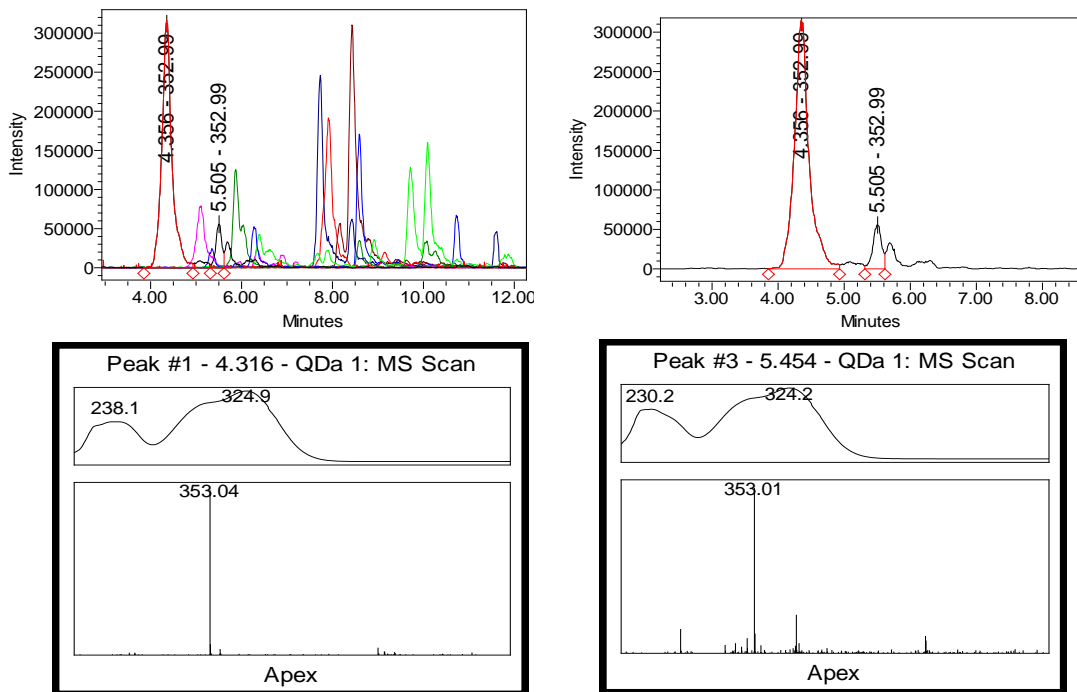 300000
250000
200000
150000
100000
50000
0
Intensity
4.356 - 352.99
5.505 - 352.99
4.00
6.00
8.00
10.00
12.00
Minutes
300000
250000
200000
150000
100000
50000
0
Intensity
4.356 - 352.99
5.505 - 352.99
3.00
4.00
5.00
6.00
7.00
8.00
Minutes
Peak #1 - 4.316 - QDa 1: MS Scan
238.1
324.9
353.04
Apex
Peak #3 - 5.454 - QDa 1: MS Scan
230.2
324.2
353.01
Apex